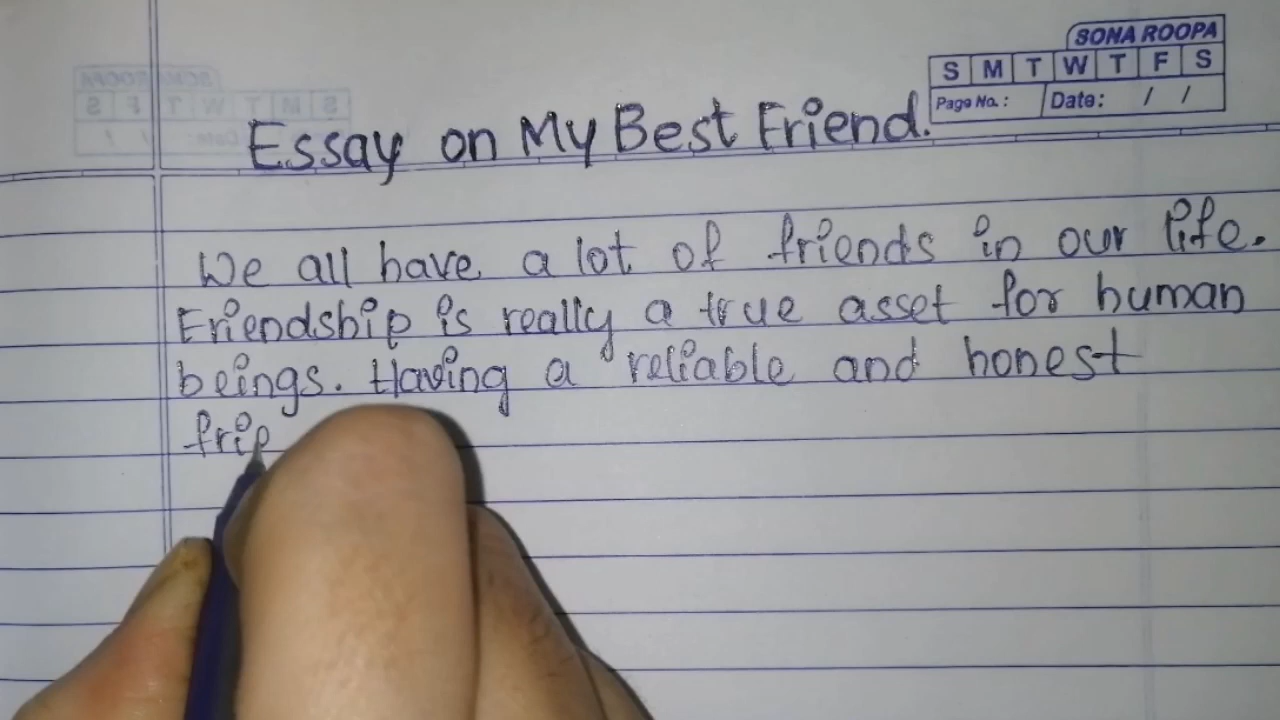 SONA ROOPA
S M T W T F S
Page No.: Date: / /
Essay on My Best Friend.
We all have a lot of friends in our life.
Friendship is really a true asset for human
beings. Having a reliable and honest
frie